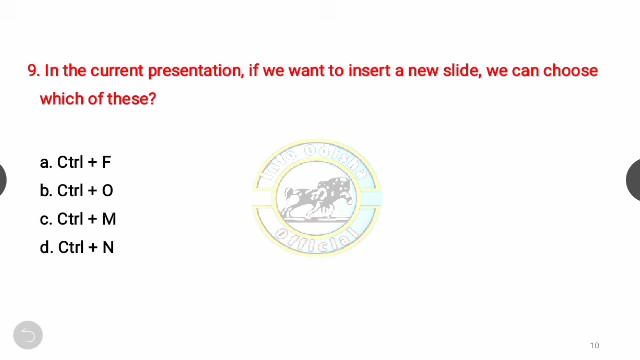 9. In the current presentation, if we want to insert a new slide, we can choose
which of these?
a. Ctrl + F
b. Ctrl + O
c. Ctrl + M
d. Ctrl + N
Official
10